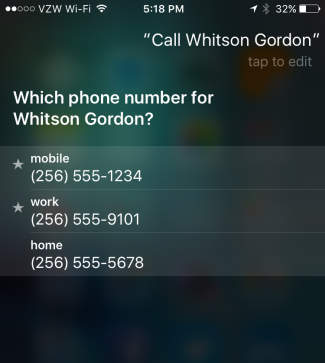 VZW Wi-Fi 5:18 PM 32%
“Call Whitson Gordon”
tap to edit
Which phone number for
Whitson Gordon?
mobile
(256) 555-1234
work
(256) 555-9101
home
(256) 555-5678